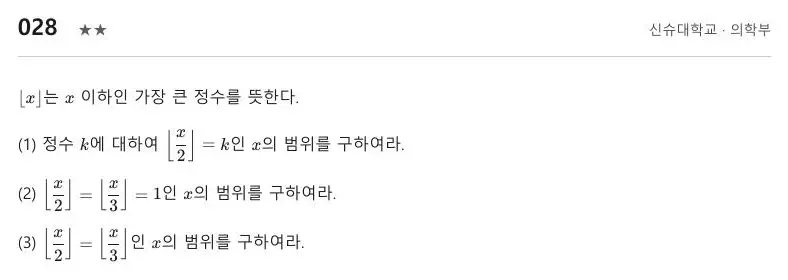 028 ★★ 신슈대학교 · 의학부
⌊x⌋는 x 이하인 가장 큰 정수를 뜻한다.
(1) 정수 k에 대하여 ⌊x/2⌋ = k인 x의 범위를 구하여라.
(2) ⌊x/2⌋ = ⌊x/3⌋ = 1인 x의 범위를 구하여라.
(3) ⌊x/2⌋ = ⌊x/3⌋인 x의 범위를 구하여라.